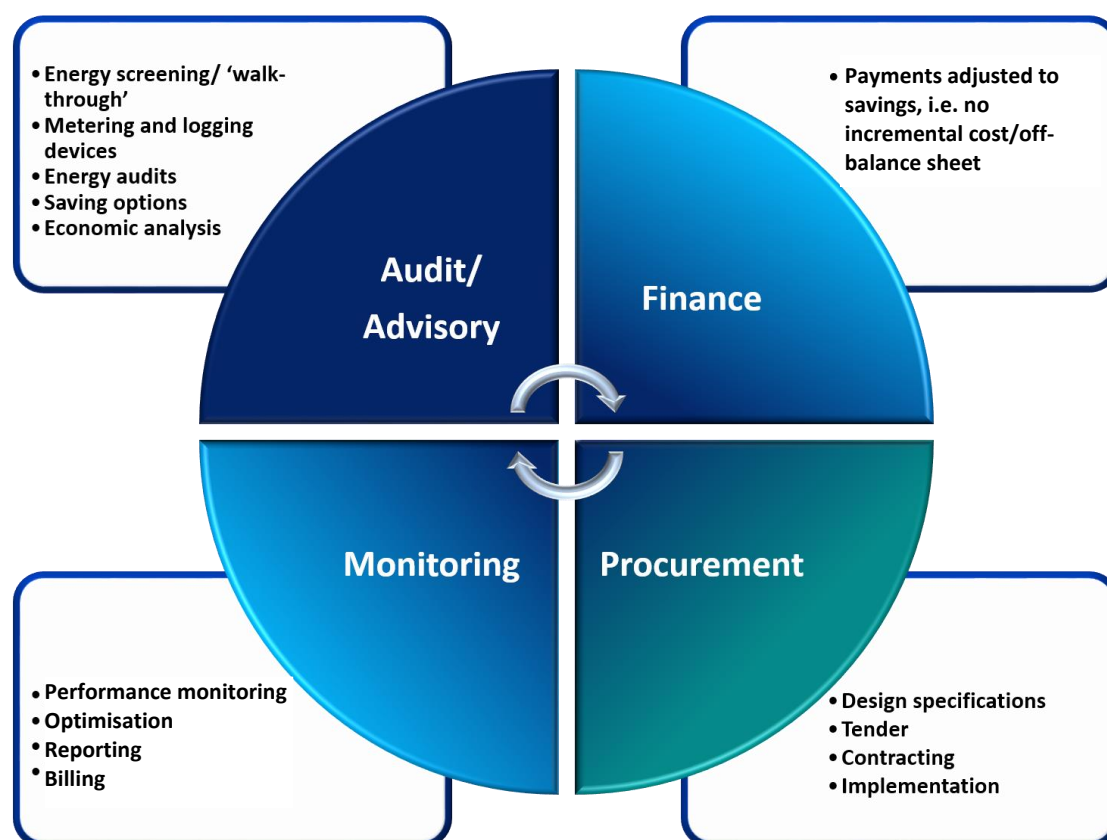 • Energy screening/ ‘walk-
through’
• Metering and logging
devices
• Energy audits
• Saving options
• Economic analysis
• Payments adjusted to
savings, i.e. no
incremental cost/off-
balance sheet
Audit/
Advisory
Finance
Monitoring
Procurement
• Performance monitoring
• Optimisation
• Reporting
• Billing
• Design specifications
• Tender
• Contracting
• Implementation